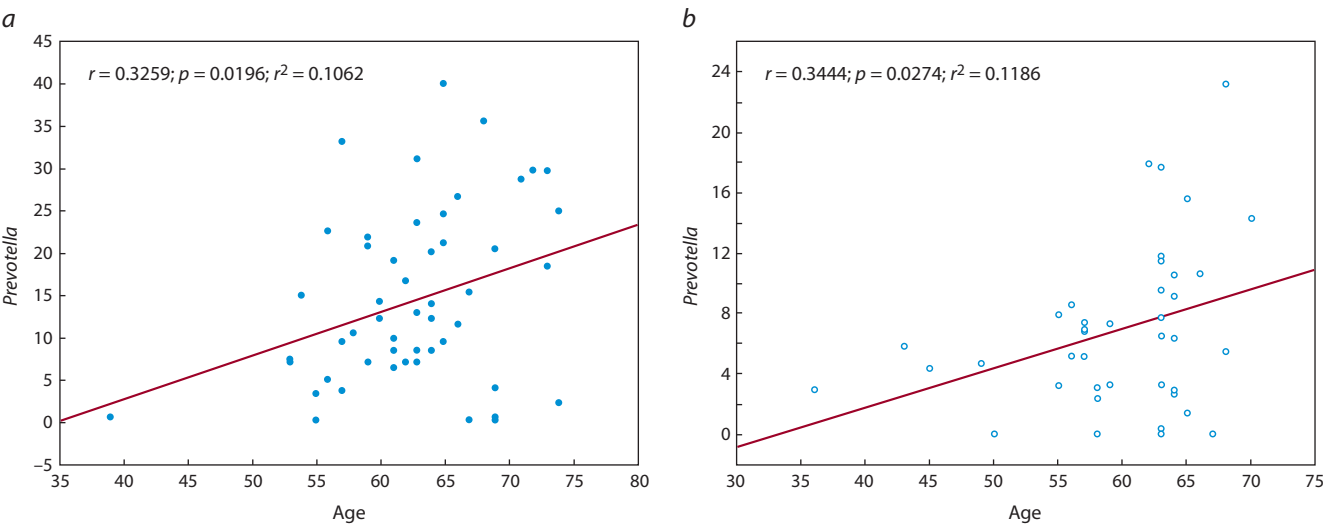 a
b
r = 0.3259; p = 0.0196; r² = 0.1062
r = 0.3444; p = 0.0274; r² = 0.1186
Prevotella
45
40
35
30
25
20
15
10
5
0
–5
35 40 45 50 55 60 65 70 75 80
Age
Prevotella
24
20
16
12
8
4
0
30 35 40 45 50 55 60 65 70 75
Age